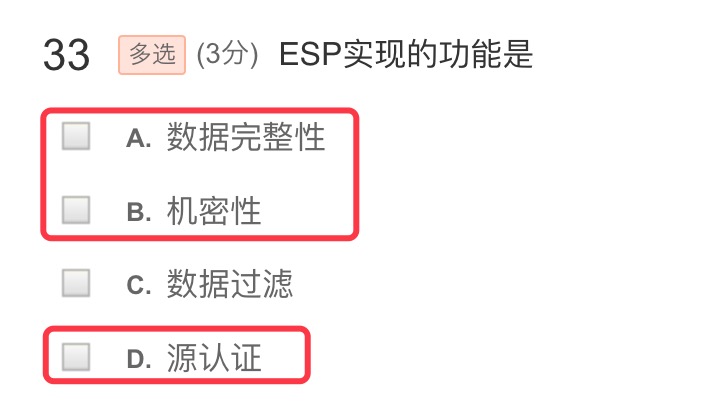 33 多选 (3分) ESP实现的功能是
A. 数据完整性
B. 机密性
C. 数据过滤
D. 源认证